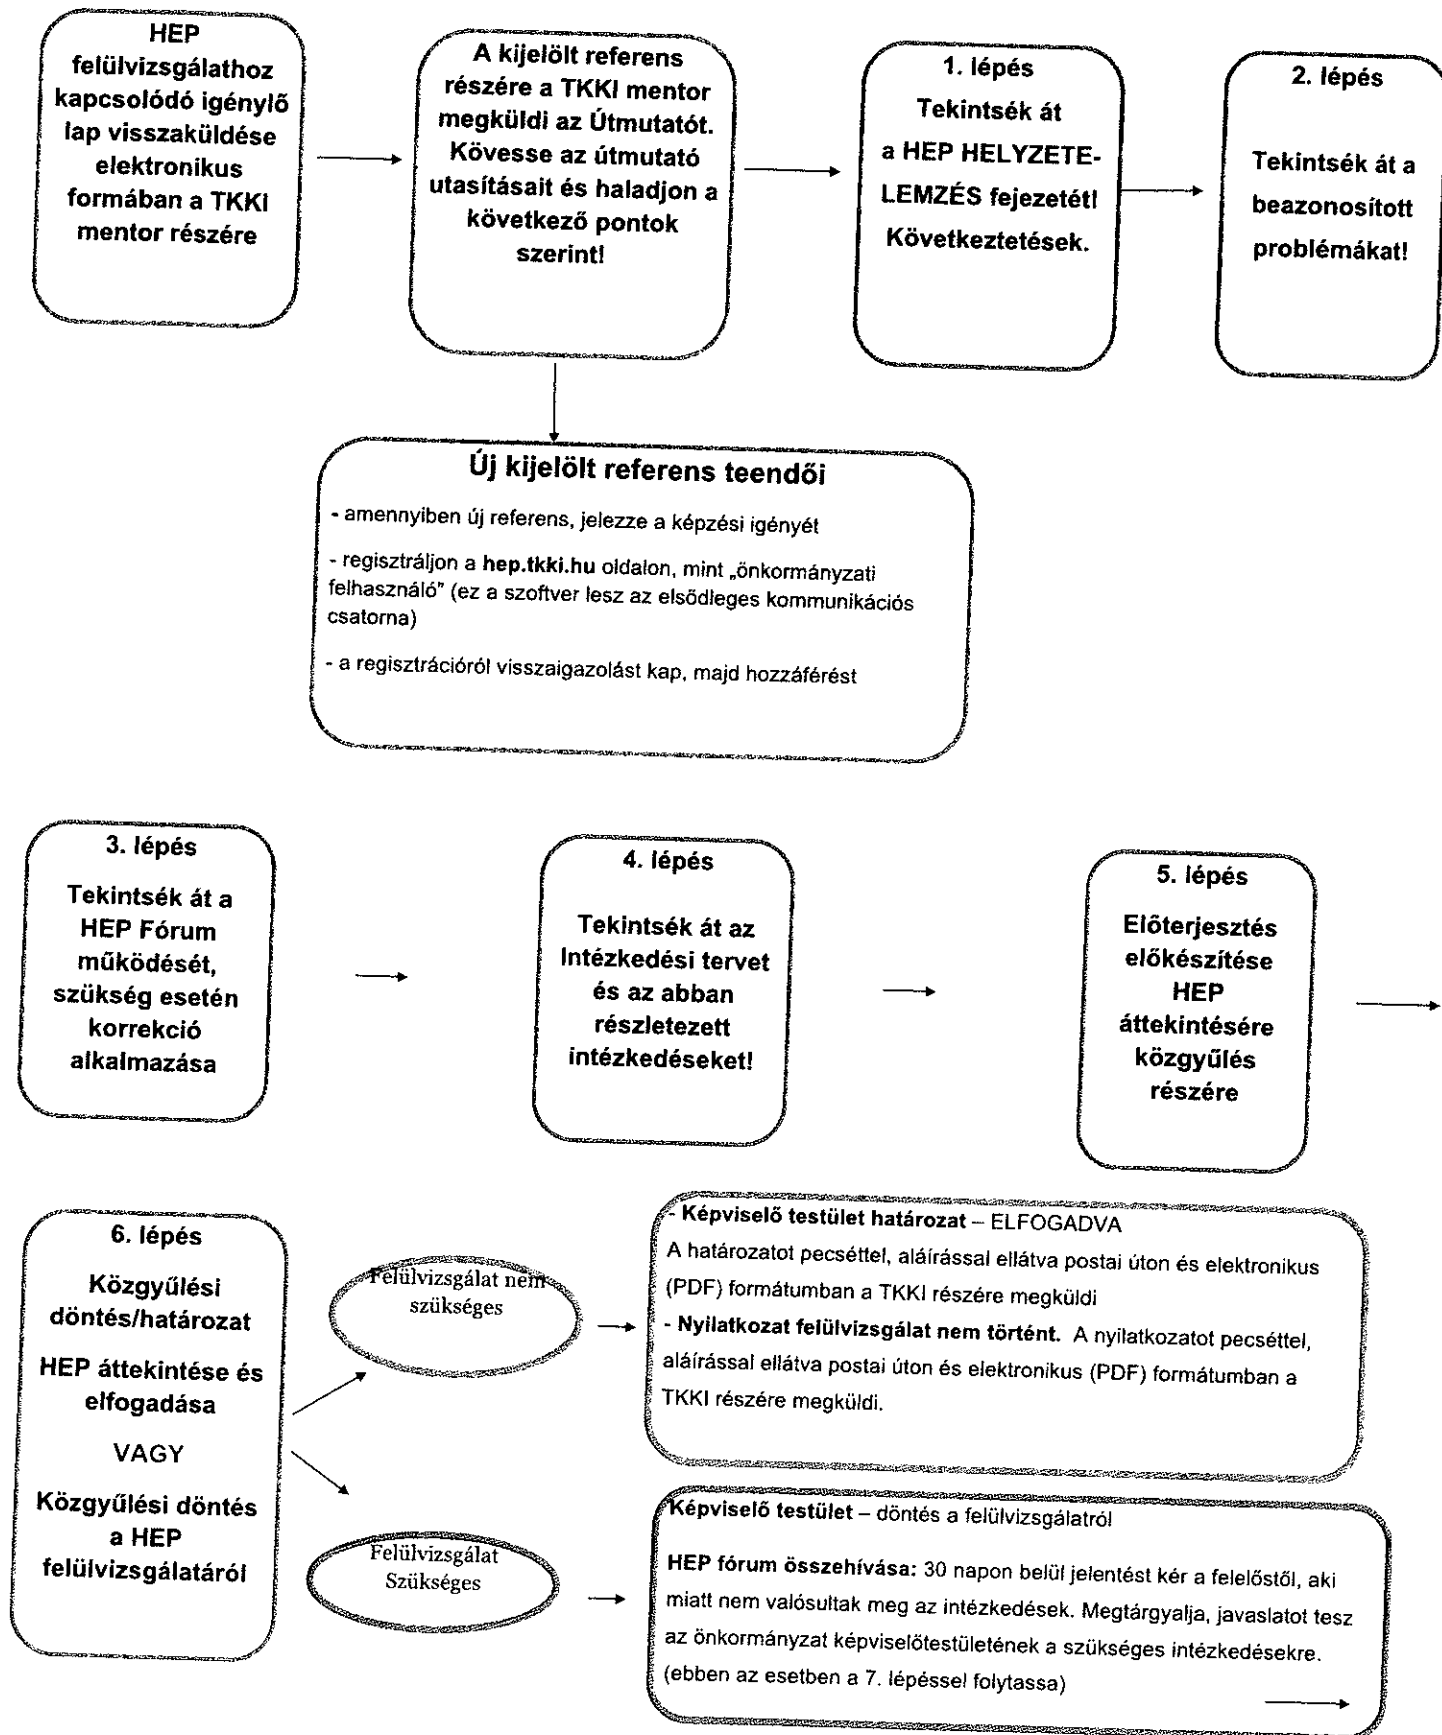 HEP
felülvizsgálathoz
kapcsolódó igénylő
lap visszaküldése
elektronikus
formában a TKKI
mentor részére
A kijelölt referens
részére a TKKI mentor
megküldi az Útmutatót.
Kövesse az útmutató
utasításait és haladjon a
következő pontok
szerint!
1. lépés
Tekintsék át
a HEP HELYZETE-
LEMZÉS fejezetét!
Következtetések.
2. lépés
Tekintsék át a
beazonosított
problémákat!
Új kijelölt referens teendői
- amennyiben új referens, jelezze a képzési igényét
- regisztráljon a hep.tkki.hu oldalon, mint „önkormányzati
felhasználó” (ez a szoftver lesz az elsődleges kommunikációs
csatorna)
- a regisztrációról visszaigazolást kap, majd hozzáférést
3. lépés
Tekintsék át a
HEP Fórum
működését,
szükség esetén
korrekció
alkalmazása
4. lépés
Tekintsék át az
Intézkedési tervet
és az abban
részletezett
intézkedéseket!
5. lépés
Előterjesztés
előkészítése
HEP
áttekintésére
közgyűlés
részére
6. lépés
Közgyűlési
döntés/határozat
HEP áttekintése és
elfogadása
VAGY
Közgyűlési döntés
a HEP
felülvizsgálatáról
Felülvizsgálat nem
szükséges
- Képviselő testület határozat – ELFOGADVA
A határozatot pecséttel, aláírással ellátva postai úton és elektronikus
(PDF) formátumban a TKKI részére megküldi
- Nyilatkozat felülvizsgálat nem történt. A nyilatkozatot pecséttel,
aláírással ellátva postai úton és elektronikus (PDF) formátumban a
TKKI részére megküldi.
Felülvizsgálat
Szükséges
Képviselő testület – döntés a felülvizsgálatról
HEP fórum összehívása: 30 napon belül jelentést kér a felelőstől, aki
miatt nem valósultak meg az intézkedések. Megtárgyalja, javaslatot tesz
az önkormányzat képviselőtestületének a szükséges intézkedésekre.
(ebben az esetben a 7. lépéssel folytassa)